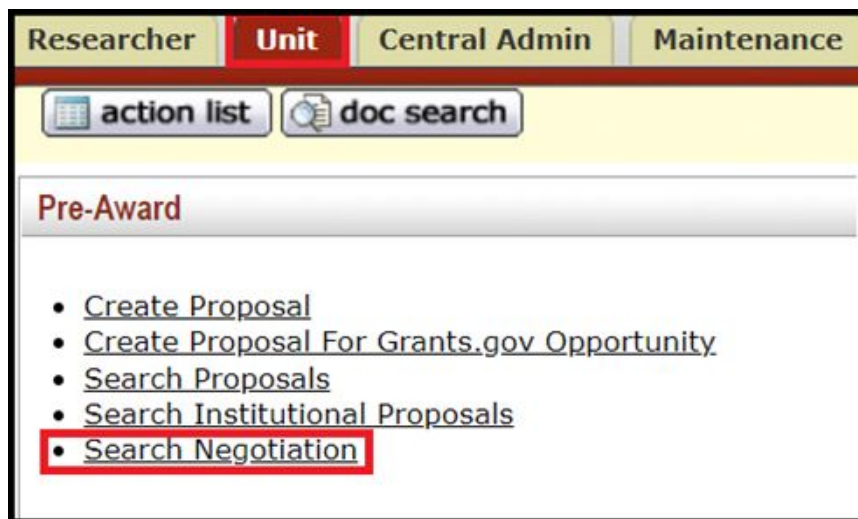 Researcher Unit Central Admin Maintenance
action list doc search
Pre-Award
Create Proposal
Create Proposal For Grants.gov Opportunity
Search Proposals
Search Institutional Proposals
Search Negotiation